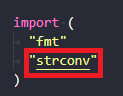 import (
"fmt"
"strconv"
)